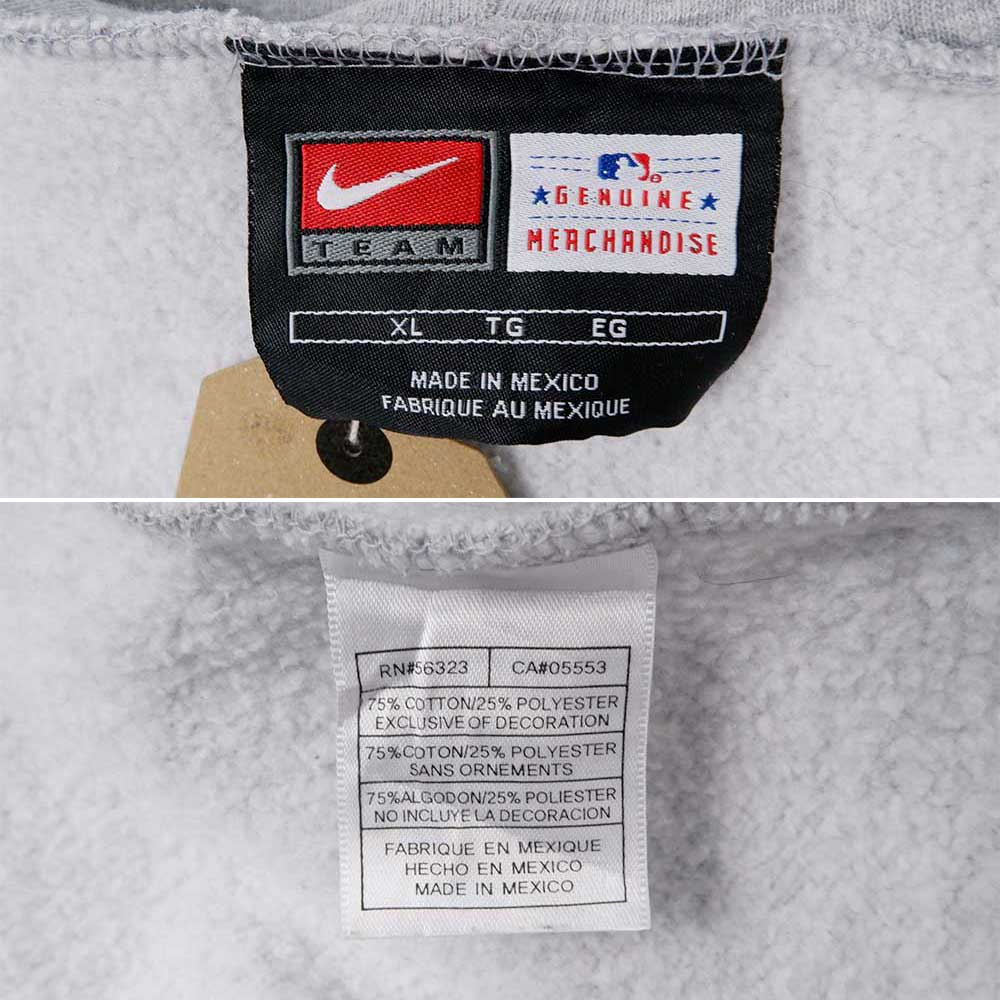 TEAM
GENUINE
MERCHANDISE
XL TG EG
MADE IN MEXICO
FABRIQUE AU MEXIQUE
RN#56323 CA#05553
75% COTTON/25% POLYESTER
EXCLUSIVE OF DECORATION
75%COTON/25% POLYESTER
SANS ORNEMENTS
75%ALGODON/25% POLIESTER
NO INCLUYE LA DECORACION
FABRIQUE EN MEXIQUE
HECHO EN MEXICO
MADE IN MEXICO